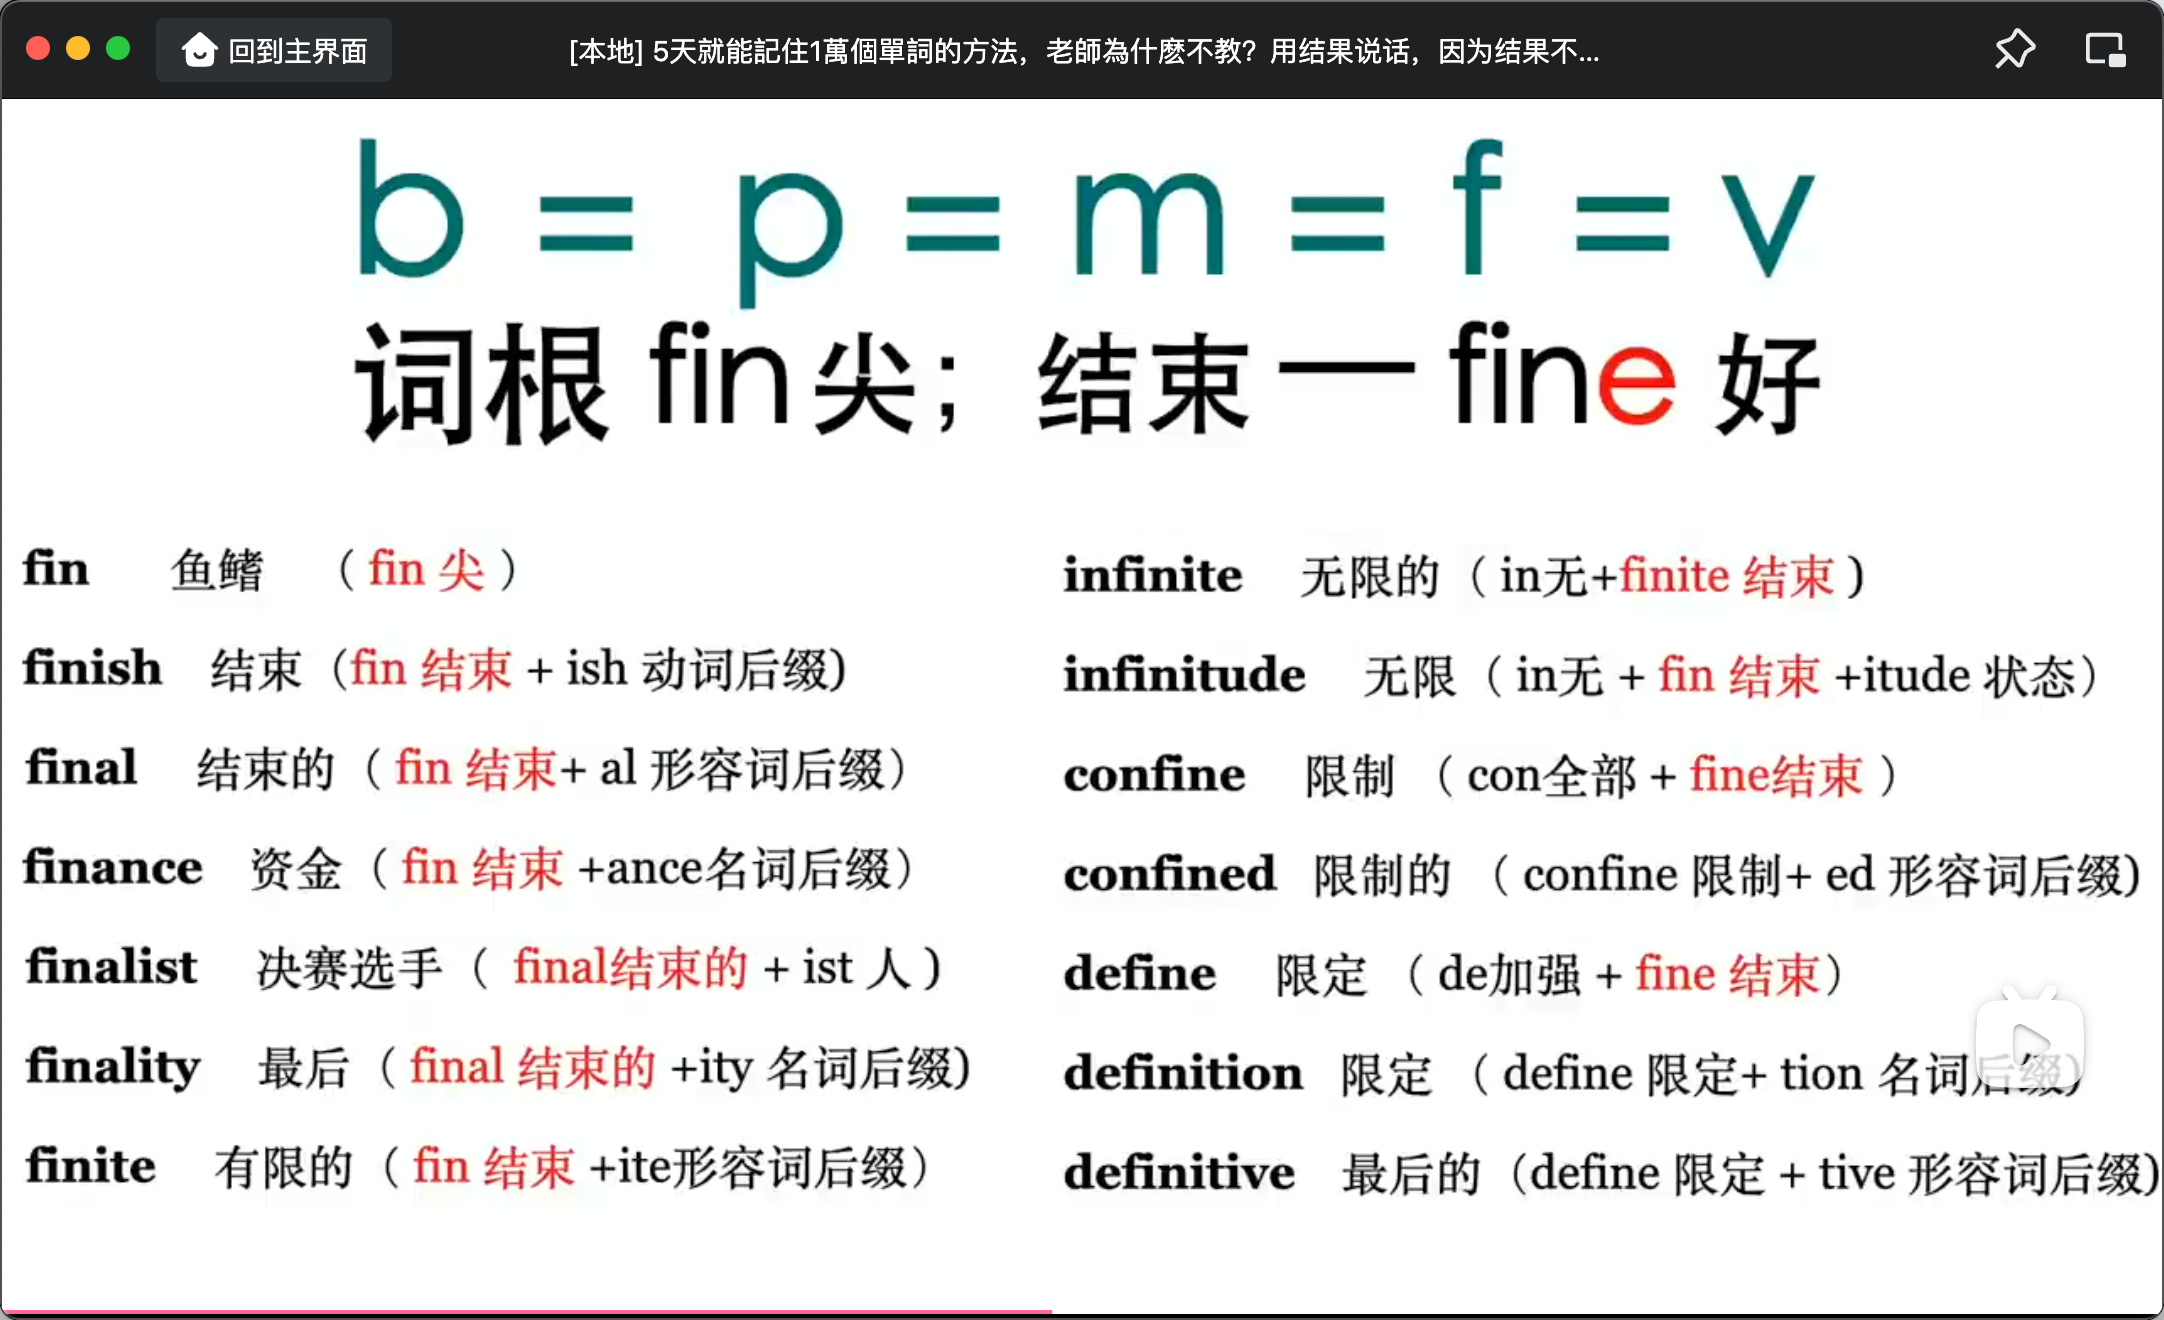 回到主界面
[本地] 5天就能記住1萬個單詞的方法，老師為什麽不教？用结果说话，因为结果不...
b = p = m = f = v
词根 fin 尖；结束 — fine 好
fin 鱼鳍 （ fin 尖 ）
finish 结束（fin 结束 + ish 动词后缀)
final 结束的（ fin 结束+ al 形容词后缀）
finance 资金（ fin 结束 +ance名词后缀）
finalist 决赛选手（ final结束的 + ist 人 )
finality 最后（ final 结束的 +ity 名词后缀)
finite 有限的（ fin 结束 +ite形容词后缀）
infinite 无限的（ in无+finite 结束 )
infinitude 无限（ in无 + fin 结束 +itude 状态）
confine 限制 （ con全部 + fine结束 ）
confined 限制的 （ confine 限制+ ed 形容词后缀)
define 限定 （ de加强 + fine 结束）
definition 限定 （ define 限定+ tion 名词后缀)
definitive 最后的（define 限定 + tive 形容词后缀)